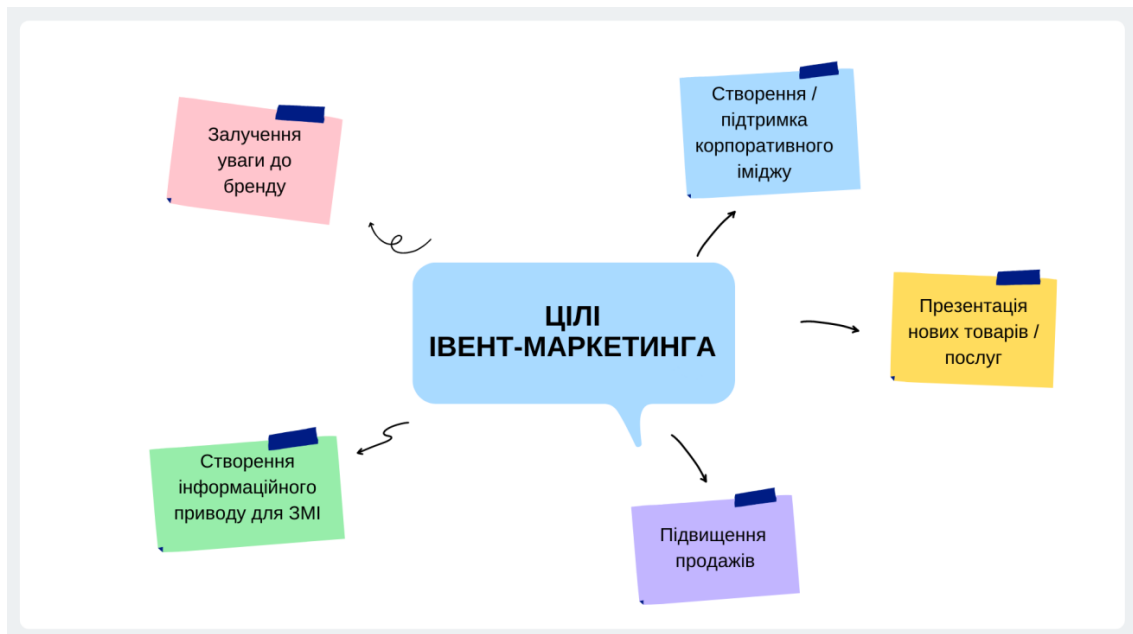 Залучення
уваги до
бренду
Створення /
підтримка
корпоративного
іміджу
ЦІЛІ
ІВЕНТ-МАРКЕТИНГА
Презентація
нових товарів /
послуг
Створення
інформаційного
приводу для ЗМІ
Підвищення
продажів